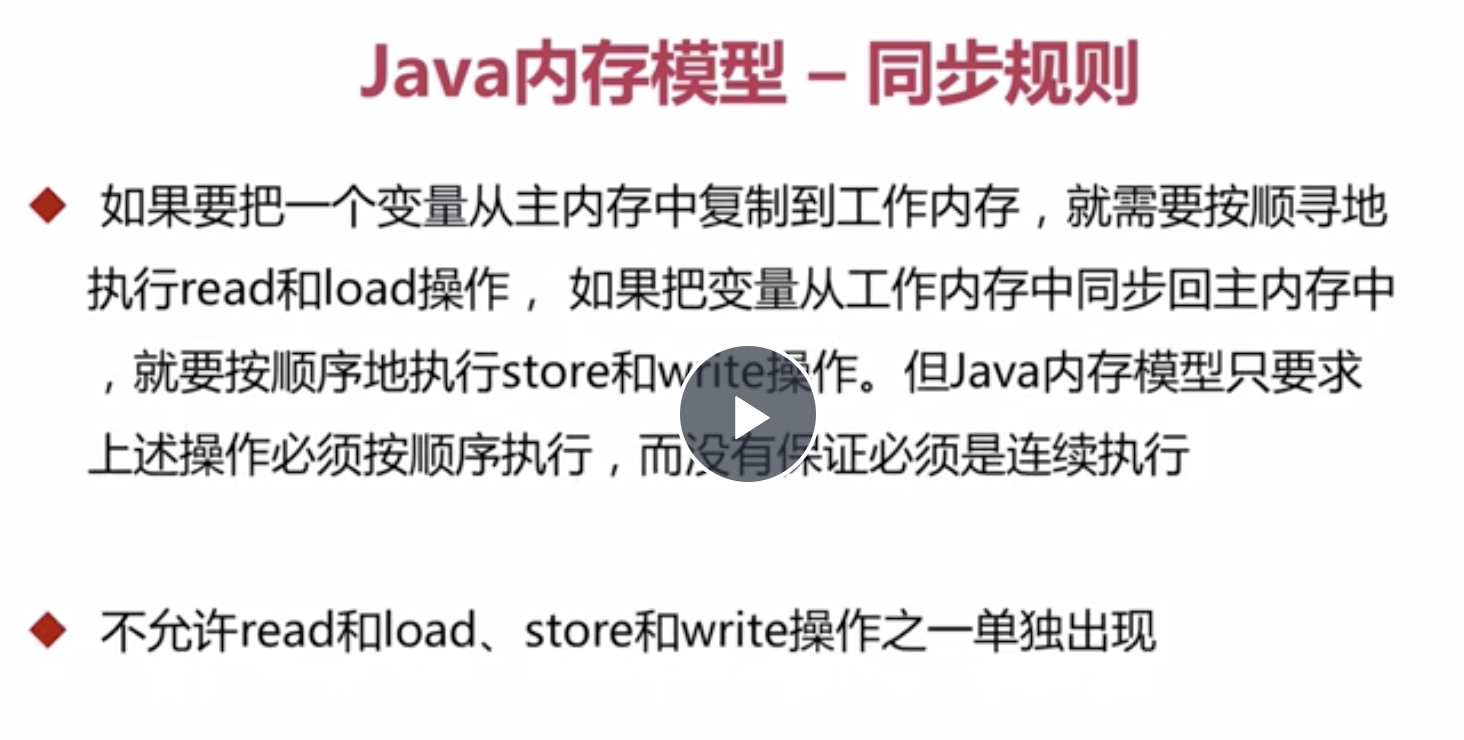 Java内存模型 – 同步规则
如果要把一个变量从主内存中复制到工作内存，就需要按顺寻地
执行read和load操作， 如果把变量从工作内存中同步回主内存中
，就要按顺序地执行store和write操作。但Java内存模型只要求
上述操作必须按顺序执行，而没有保证必须是连续执行
不允许read和load、store和write操作之一单独出现